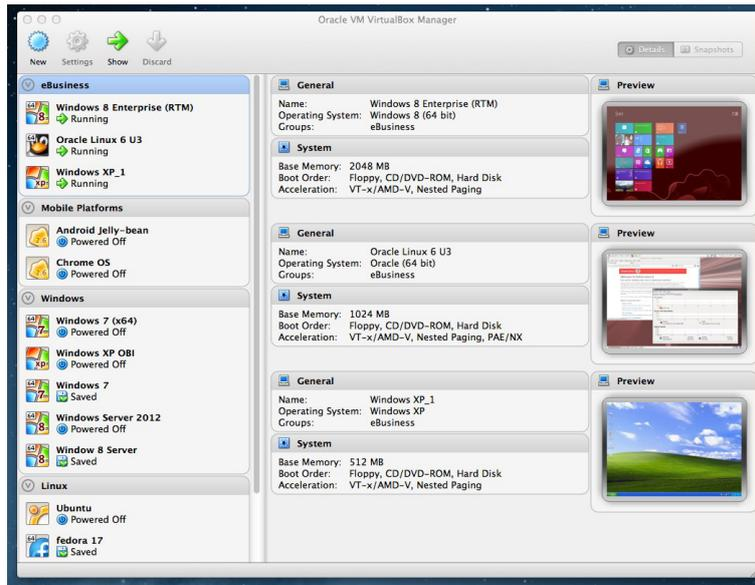 Oracle VM VirtualBox Manager
New
Settings
Show
Discard
Details
Snapshots
eBusiness
Windows 8 Enterprise (RTM)
Running
Oracle Linux 6 U3
Running
Windows XP_1
Running
Mobile Platforms
Android Jelly-bean
Powered Off
Chrome OS
Powered Off
Windows
Windows 7 (x64)
Powered Off
Windows XP OBI
Powered Off
Windows 7
Saved
Windows Server 2012
Powered Off
Window 8 Server
Saved
Linux
Ubuntu
Powered Off
fedora 17
Saved
General
Name: Windows 8 Enterprise (RTM)
Operating System: Windows 8 (64 bit)
Groups: eBusiness
System
Base Memory: 2048 MB
Boot Order: Floppy, CD/DVD-ROM, Hard Disk
Acceleration: VT-x/AMD-V, Nested Paging
Preview
General
Name: Oracle Linux 6 U3
Operating System: Oracle (64 bit)
Groups: eBusiness
System
Base Memory: 1024 MB
Boot Order: Floppy, CD/DVD-ROM, Hard Disk
Acceleration: VT-x/AMD-V, Nested Paging, PAE/NX
Preview
General
Name: Windows XP_1
Operating System: Windows XP
Groups: eBusiness
System
Base Memory: 512 MB
Boot Order: Floppy, CD/DVD-ROM, Hard Disk
Acceleration: VT-x/AMD-V, Nested Paging
Preview